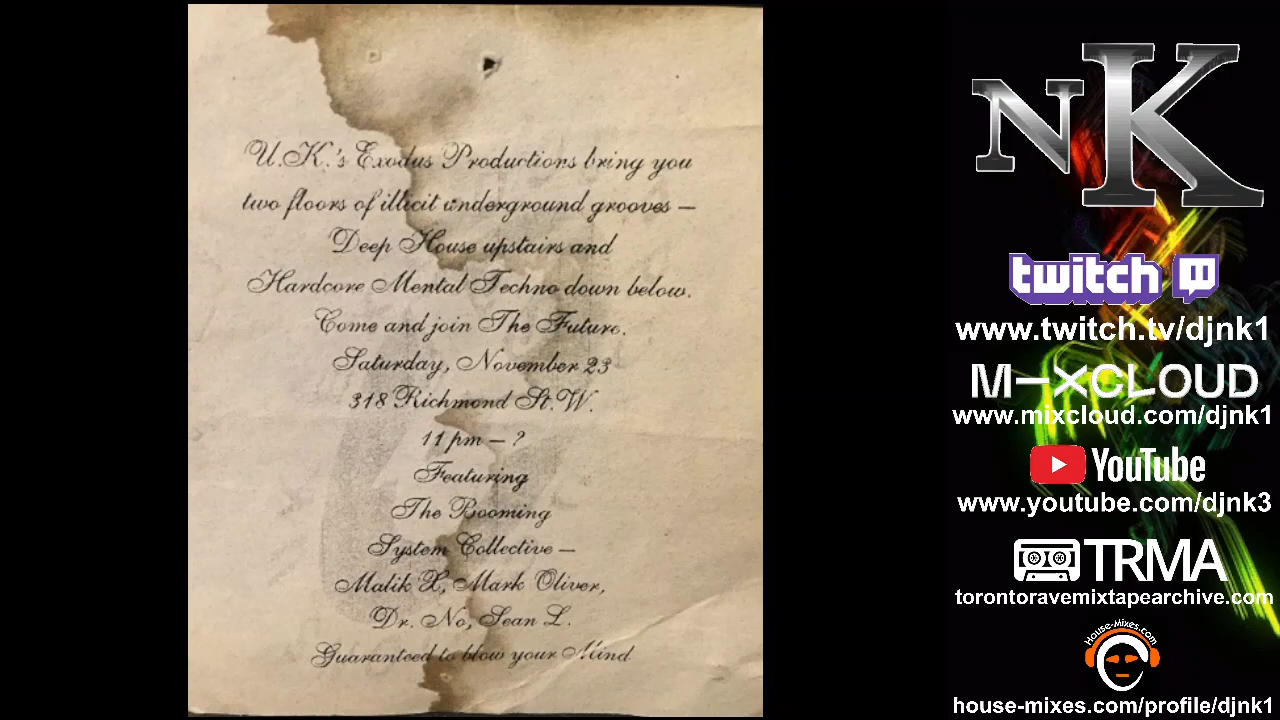 U.K.'s Exodus Productions bring you
two floors of illicit underground grooves –
Deep House upstairs and
Hardcore Mental Techno down below.
Come and join The Future.
Saturday, November 23
318 Richmond St. W.
11 pm – ?
Featuring
The Booming
System Collective –
Malik X, Mark Oliver,
Dr. No, Sean L.
Guaranteed to blow your Mind
NK
twitch
www.twitch.tv/djnk1
MIXCLOUD
www.mixcloud.com/djnk1
YouTube
www.youtube.com/djnk3
TRMA
torontoravemixtapearchive.com
House-Mixes.com
house-mixes.com/profile/djnk1